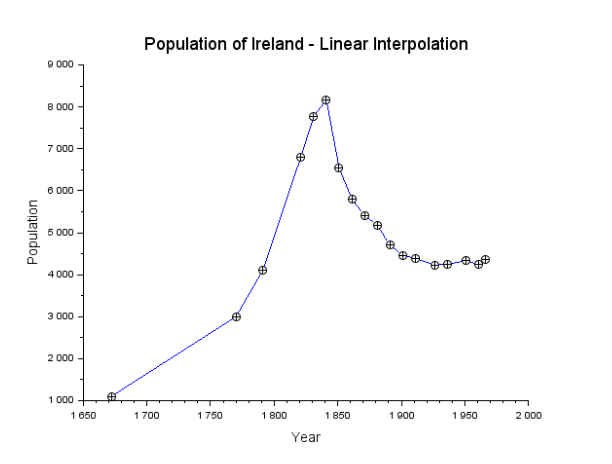 Population of Ireland - Linear Interpolation
9 000
8 000
7 000
6 000
5 000
4 000
3 000
2 000
1 000
Population
1 650 1 700 1 750 1 800 1 850 1 900 1 950 2 000
Year